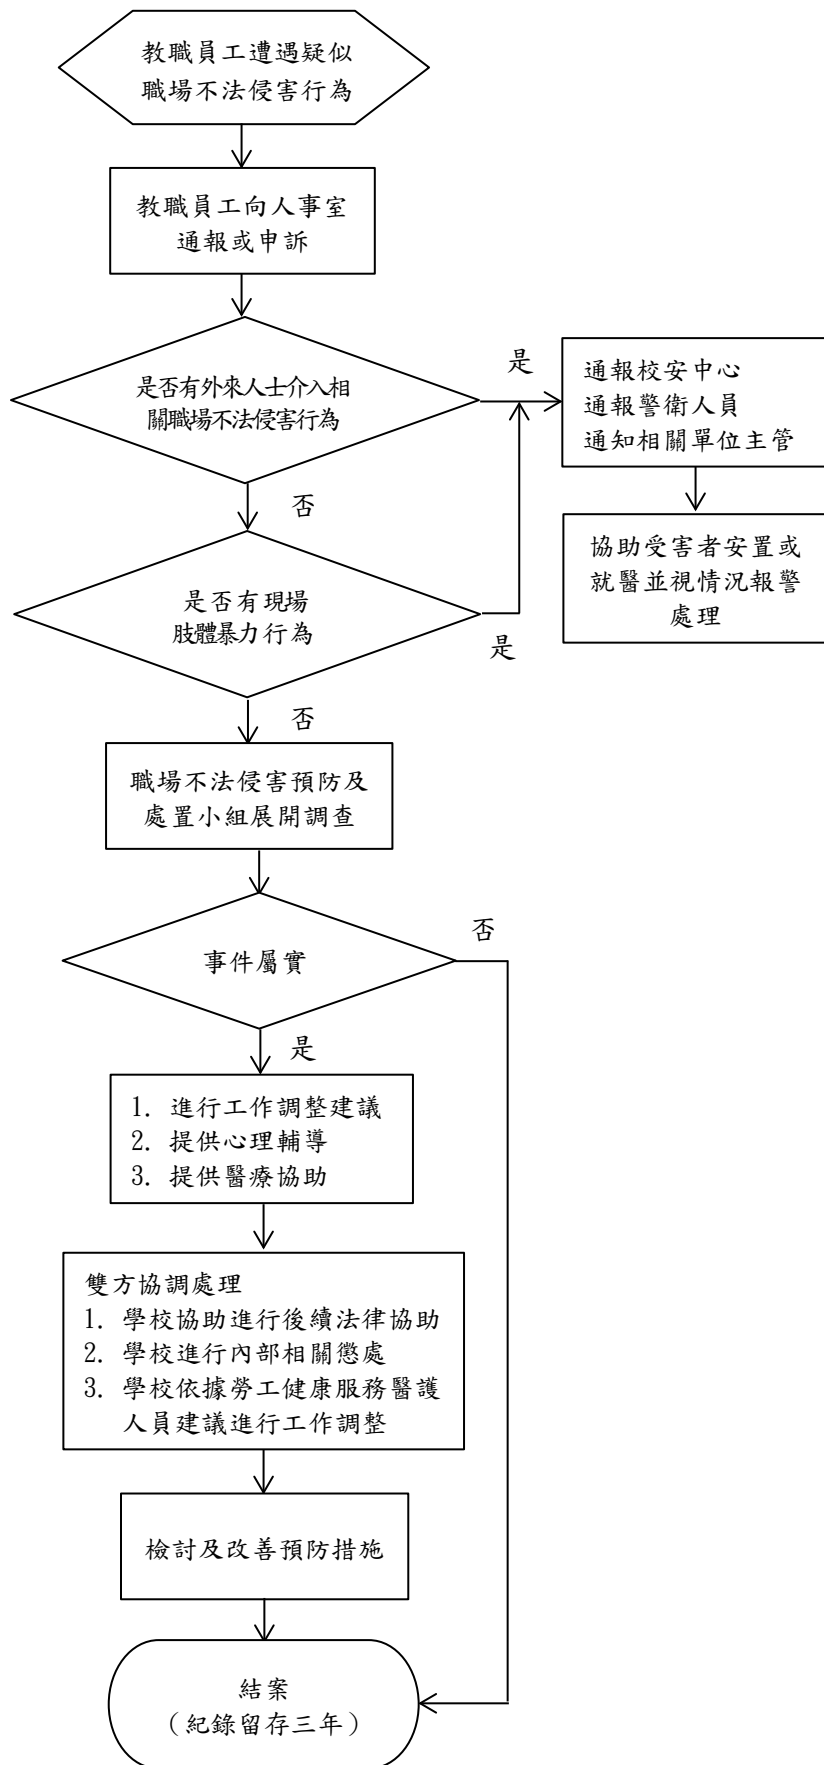 教職員工遭遇疑似
職場不法侵害行為
教職員工向人事室
通報或申訴
是否有外來人士介入相
關職場不法侵害行為
是
通報校安中心
通報警衛人員
通知相關單位主管
否
協助受害者安置或
就醫並視情況報警
處理
是否有現場
肢體暴力行為
是
否
職場不法侵害預防及
處置小組展開調查
事件屬實
否
是
1. 進行工作調整建議
2. 提供心理輔導
3. 提供醫療協助
雙方協調處理
1. 學校協助進行後續法律協助
2. 學校進行內部相關懲處
3. 學校依據勞工健康服務醫護
人員建議進行工作調整
檢討及改善預防措施
結案
（紀錄留存三年）